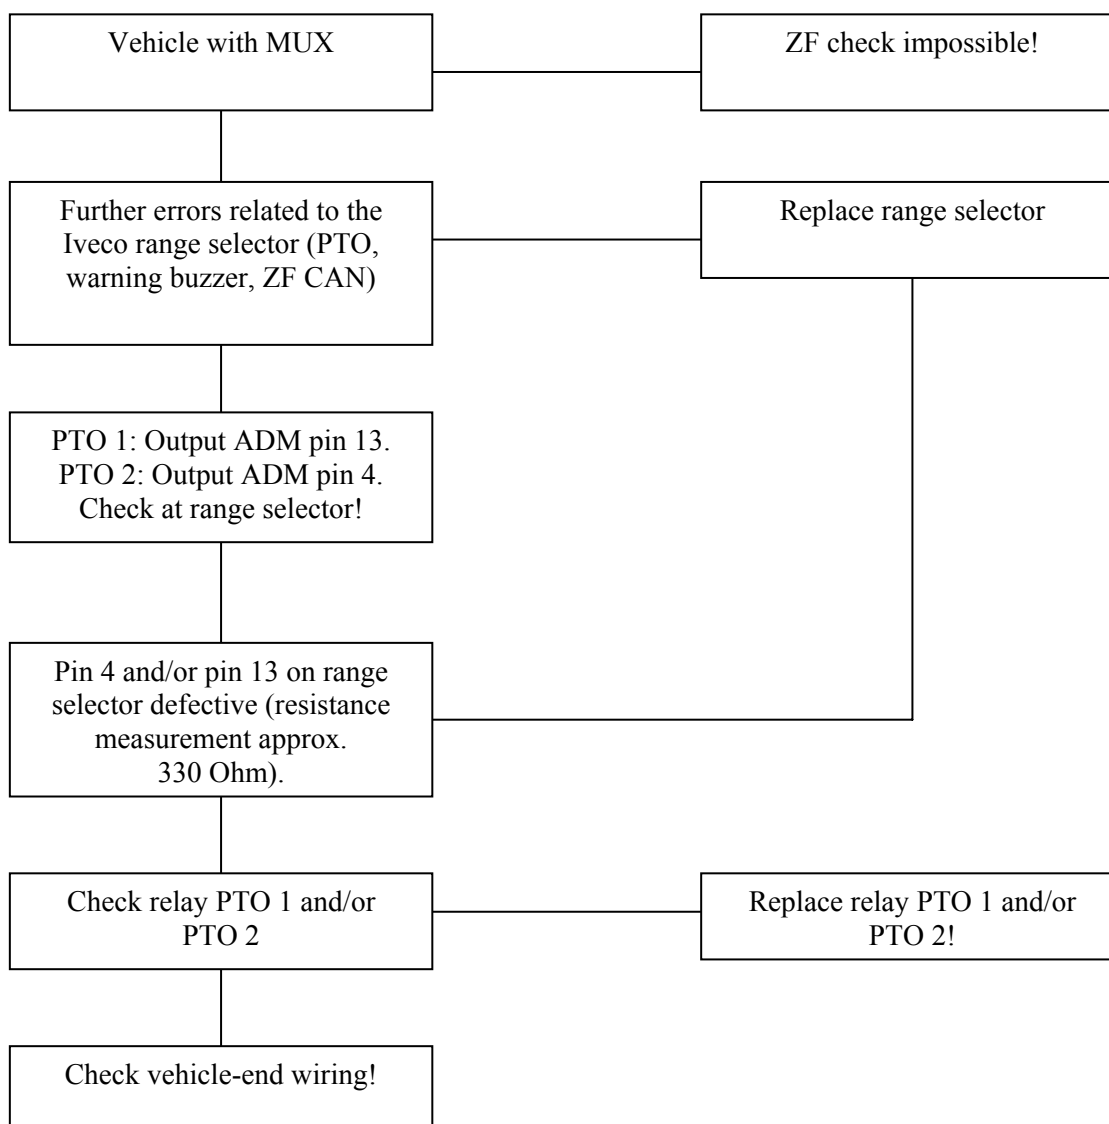 Vehicle with MUX
ZF check impossible!
Further errors related to the
Iveco range selector (PTO,
warning buzzer, ZF CAN)
Replace range selector
PTO 1: Output ADM pin 13.
PTO 2: Output ADM pin 4.
Check at range selector!
Pin 4 and/or pin 13 on range
selector defective (resistance
measurement approx.
330 Ohm).
Check relay PTO 1 and/or
PTO 2
Replace relay PTO 1 and/or
PTO 2!
Check vehicle-end wiring!